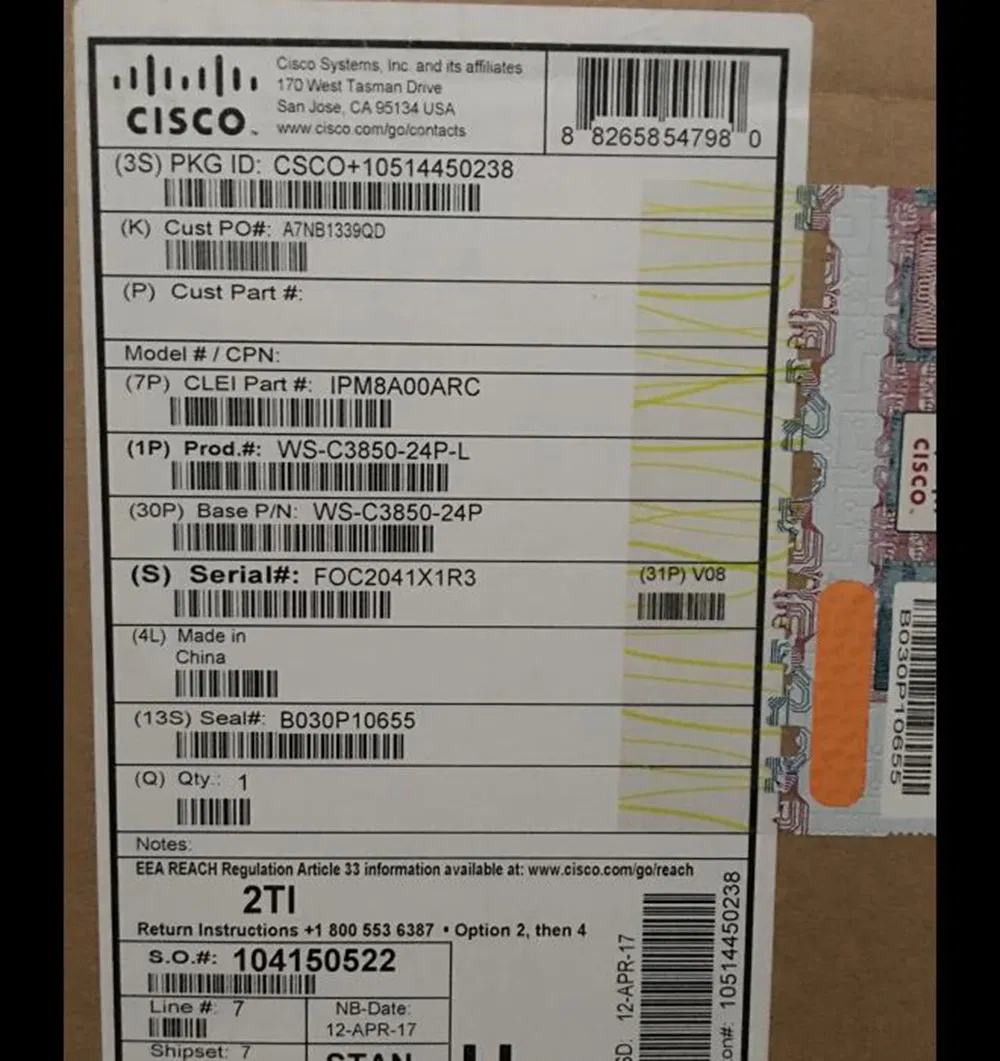 CISCO
Cisco Systems, Inc. and its affiliates
170 West Tasman Drive
San Jose, CA 95134 USA
www.cisco.com/go/contacts
8 8265854798 0
(3S) PKG ID: CSCO+10514450238
(K) Cust PO#: A7NB1339QD
(P) Cust Part #:
Model # / CPN:
(7P) CLEI Part #: IPM8A00ARC
(1P) Prod.#: WS-C3850-24P-L
(30P) Base P/N: WS-C3850-24P
(S) Serial#: FOC2041X1R3
(31P) V08
(4L) Made in
China
(13S) Seal#: B030P10655
(Q) Qty.: 1
Notes:
EEA REACH Regulation Article 33 information available at: www.cisco.com/go/reach
2TI
Return Instructions +1 800 553 6387 • Option 2, then 4
S.O.#: 104150522
Line #: 7
NB-Date:
12-APR-17
Shipset: 7
12-APR-17
10514450238
CISCO
B030P10655